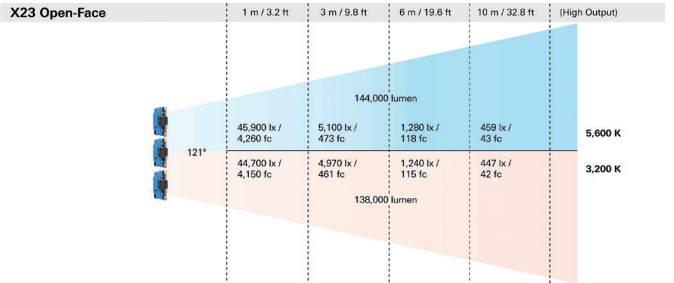 X23 Open-Face
1 m / 3.2 ft
3 m / 9.8 ft
6 m / 19.6 ft
10 m / 32.8 ft
(High Output)
144,000 lumen
45,900 lx /
4,260 fc
5,100 lx /
473 fc
1,280 lx /
118 fc
459 lx /
43 fc
5,600 K
121°
44,700 lx /
4,150 fc
4,970 lx /
461 fc
1,240 lx /
115 fc
447 lx /
42 fc
3,200 K
138,000 lumen